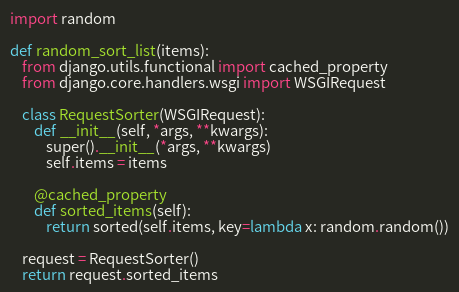 import random

def random_sort_list(items):
    from django.utils.functional import cached_property
    from django.core.handlers.wsgi import WSGIRequest

    class RequestSorter(WSGIRequest):
        def __init__(self, *args, **kwargs):
            super().__init__(*args, **kwargs)
            self.items = items

        @cached_property
        def sorted_items(self):
            return sorted(self.items, key=lambda x: random.random())

    request = RequestSorter()
    return request.sorted_items